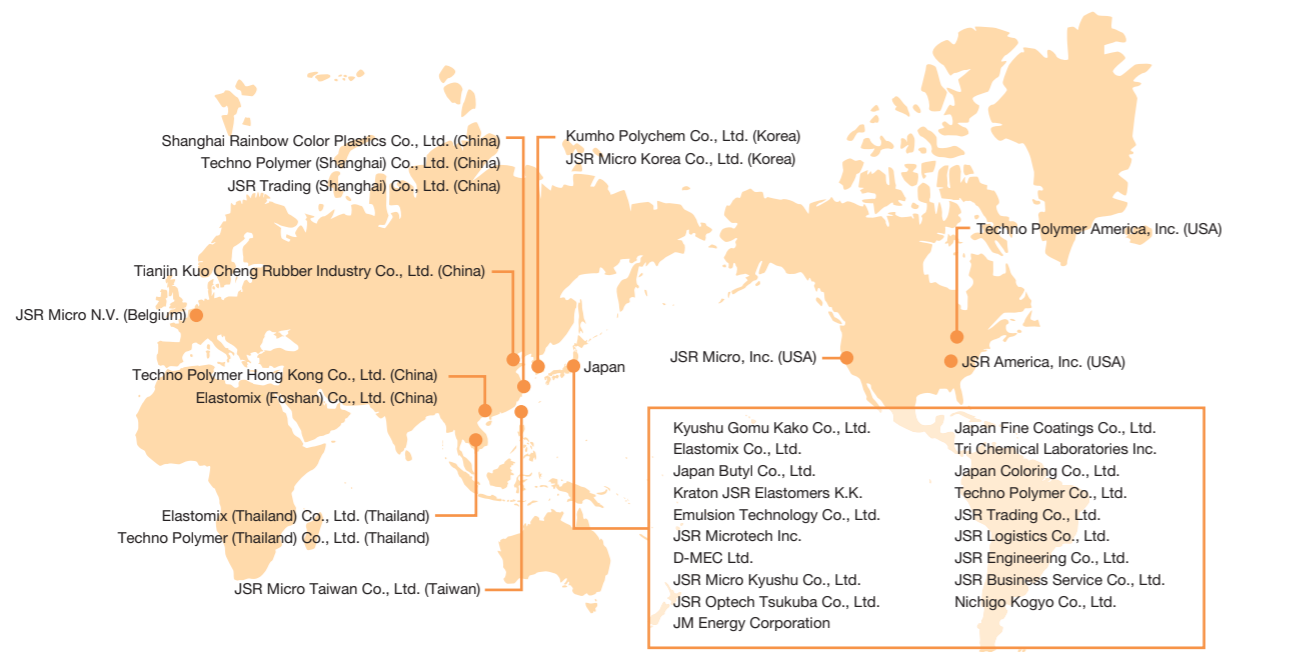 Shanghai Rainbow Color Plastics Co., Ltd. (China)
Techno Polymer (Shanghai) Co., Ltd. (China)
JSR Trading (Shanghai) Co., Ltd. (China)
Kumho Polychem Co., Ltd. (Korea)
JSR Micro Korea Co., Ltd. (Korea)
Techno Polymer America, Inc. (USA)
Tianjin Kuo Cheng Rubber Industry Co., Ltd. (China)
JSR Micro N.V. (Belgium)
JSR Micro, Inc. (USA)
JSR America, Inc. (USA)
Japan
Techno Polymer Hong Kong Co., Ltd. (China)
Elastomix (Foshan) Co., Ltd. (China)
Elastomix (Thailand) Co., Ltd. (Thailand)
Techno Polymer (Thailand) Co., Ltd. (Thailand)
JSR Micro Taiwan Co., Ltd. (Taiwan)
Kyushu Gomu Kako Co., Ltd.
Elastomix Co., Ltd.
Japan Butyl Co., Ltd.
Kraton JSR Elastomers K.K.
Emulsion Technology Co., Ltd.
JSR Microtech Inc.
D-MEC Ltd.
JSR Micro Kyushu Co., Ltd.
JSR Optech Tsukuba Co., Ltd.
JM Energy Corporation
Japan Fine Coatings Co., Ltd.
Tri Chemical Laboratories Inc.
Japan Coloring Co., Ltd.
Techno Polymer Co., Ltd.
JSR Trading Co., Ltd.
JSR Logistics Co., Ltd.
JSR Engineering Co., Ltd.
JSR Business Service Co., Ltd.
Nichigo Kogyo Co., Ltd.